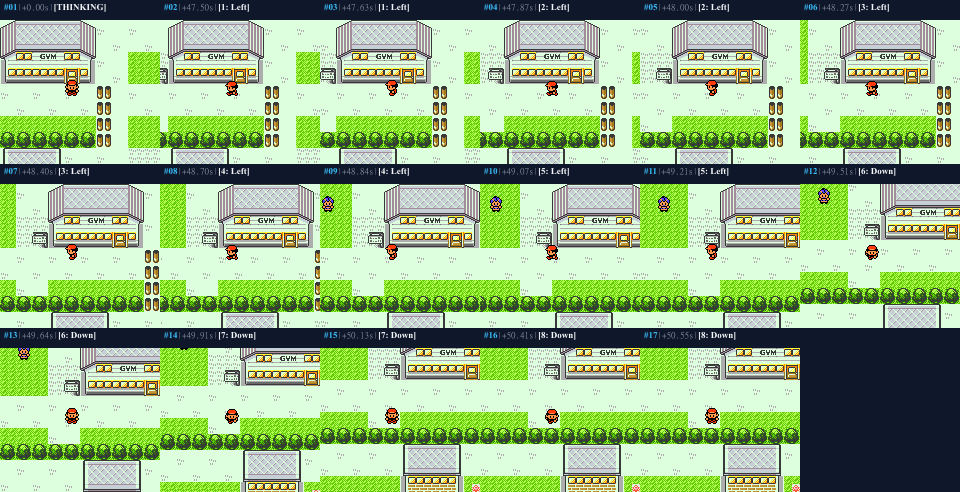 #01|+0.00s|[THINKING]
#02|+47.50s|[1: Left]
#03|+47.63s|[1: Left]
#04|+47.87s|[2: Left]
#05|+48.00s|[2: Left]
#06|+48.27s|[3: Left]
GYM
GYM
GYM
GYM
GYM
GYM
#07|+48.40s|[3: Left]
#08|+48.70s|[4: Left]
#09|+48.84s|[4: Left]
#10|+49.07s|[5: Left]
#11|+49.21s|[5: Left]
#12|+49.51s|[6: Down]
GYM
GYM
GYM
GYM
GYM
GYM
#13|+49.64s|[6: Down]
#14|+49.91s|[7: Down]
#15|+50.13s|[7: Down]
#16|+50.41s|[8: Down]
#17|+50.55s|[8: Down]
GYM
GYM
GYM
GYM
GYM